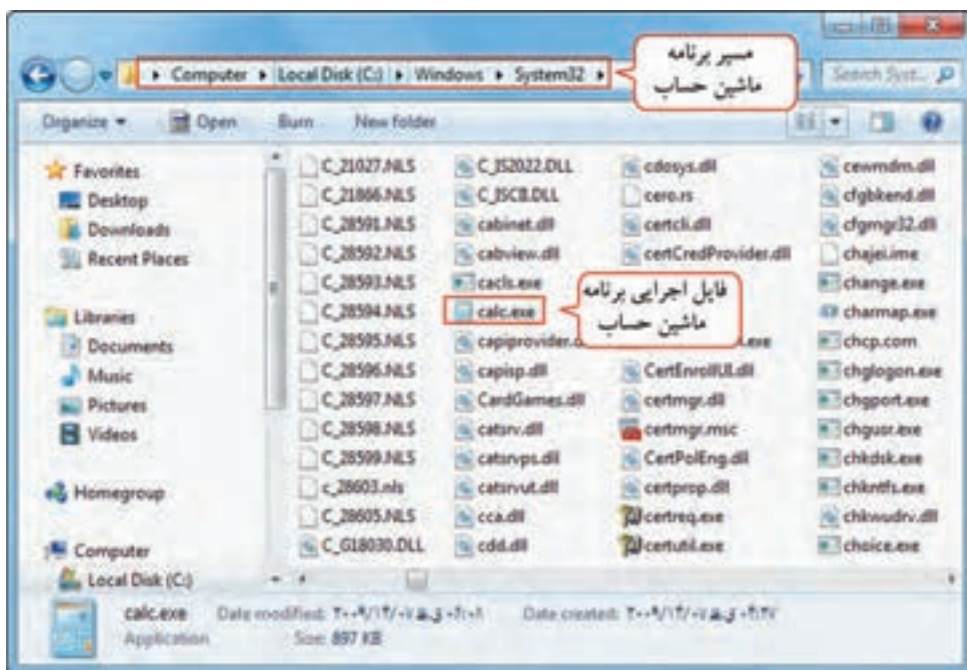 Computer ▸ Local Disk (C:) ▸ Windows ▸ System32 ▸
مسیر برنامه
ماشین حساب
Search Syst...
Organize Open Burn New folder
Favorites
Desktop
Downloads
Recent Places
Libraries
Documents
Music
Pictures
Videos
Homegroup
Computer
Local Disk (C:)
C_21027.NLS
C_21866.NLS
C_28591.NLS
C_28592.NLS
C_28593.NLS
C_28594.NLS
C_28595.NLS
C_28596.NLS
C_28597.NLS
C_28598.NLS
C_28599.NLS
c_28603.nls
C_28605.NLS
C_G18030.DLL
C_IS2022.DLL
C_ISCII.DLL
cabinet.dll
cabview.dll
cacls.exe
calc.exe
capiprovider.
capisp.dll
CardGames.dll
catsrv.dll
catsrvps.dll
catsrvut.dll
cca.dll
cdd.dll
cdosys.dll
cero.rs
certcli.dll
certCredProvider.dll
فایل اجرایی برنامه
ماشین حساب
.exe
CertEnrollUI.dll
certmgr.dll
certmgr.msc
CertPolEng.dll
certprop.dll
certreq.exe
certutil.exe
cewmdm.dll
cfgbkend.dll
cfgmgr32.dll
chajei.ime
change.exe
charmap.exe
chcp.com
chglogon.exe
chgport.exe
chgusr.exe
chkdsk.exe
chkntfs.exe
chkwudrv.dll
choice.exe
calc.exe Date modified: Date created:
Application Size: 897 KB